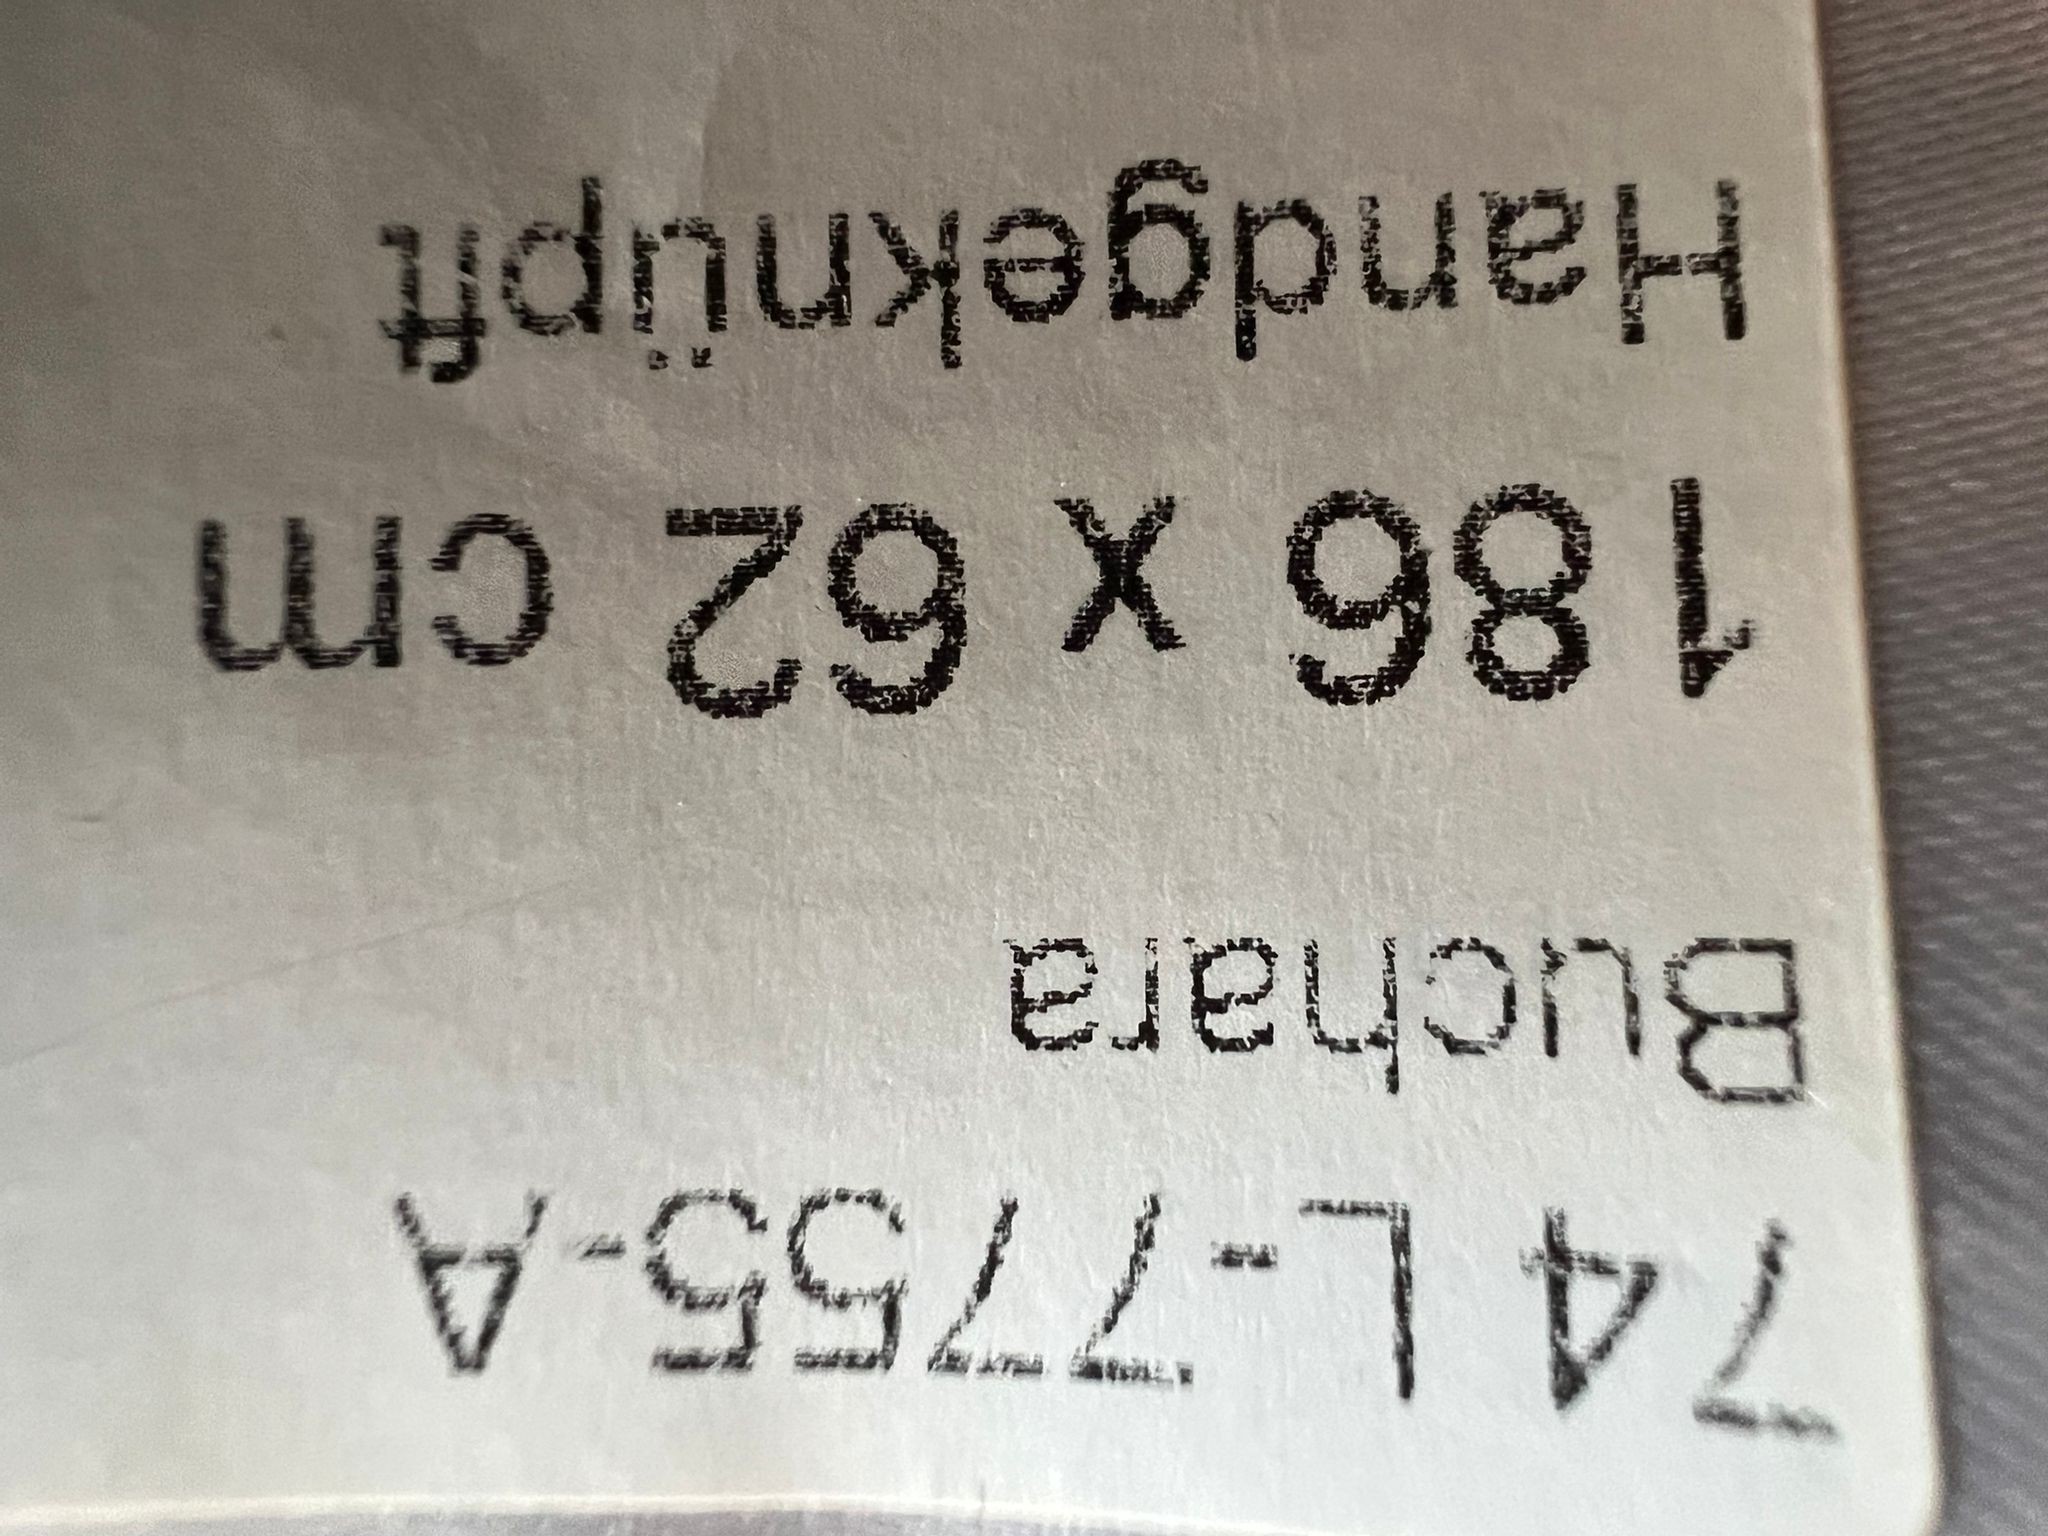 74 L -7755-A
Buchara
186 x 62 cm
Handgeknüpft